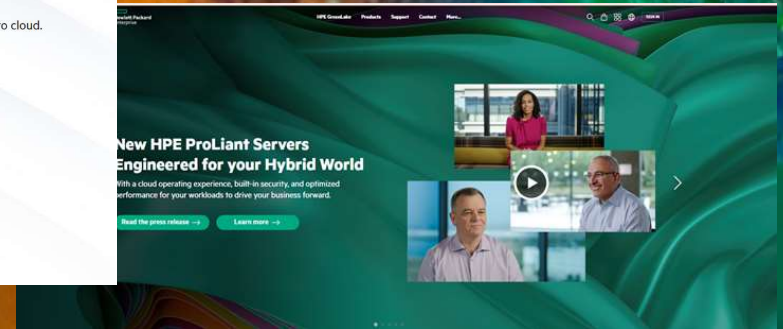 o cloud.
Hewlett Packard
Enterprise
HPE GreenLake Products Support Contact More...
SIGN IN
New HPE ProLiant Servers
Engineered for your Hybrid World
With a cloud operating experience, built-in security, and optimized
performance for your workloads to drive your business forward.
Read the press release →
Learn more →